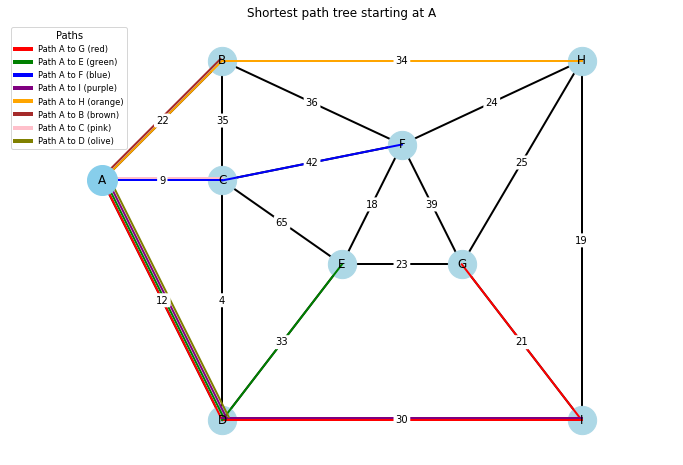 Shortest path tree starting at A
Paths
Path A to G (red)
Path A to E (green)
Path A to F (blue)
Path A to I (purple)
Path A to H (orange)
Path A to B (brown)
Path A to C (pink)
Path A to D (olive)
B
34
H
36
24
22
35
F
42
25
A
9
C
18
39
65
19
E
23
G
12
4
33
21
D
30
I